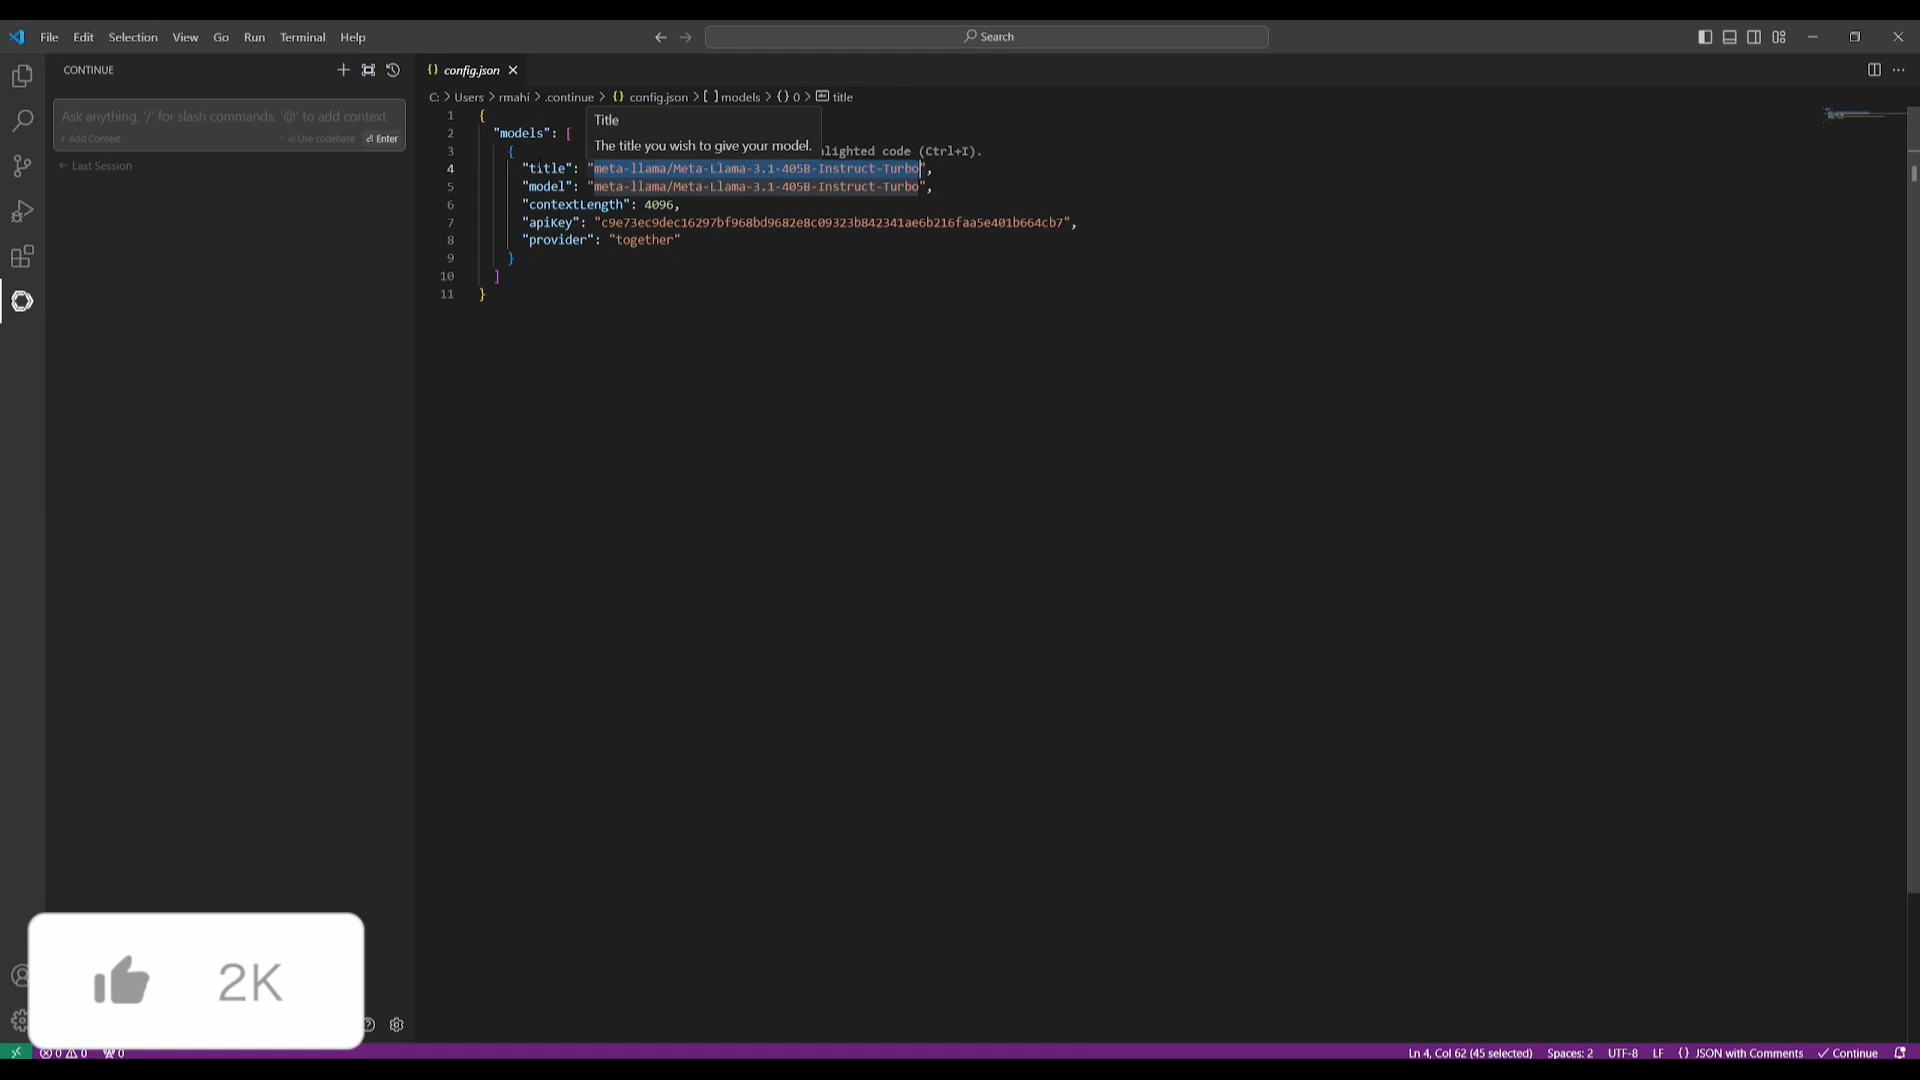 File Edit Selection View Go Run Terminal Help
Search
CONTINUE
config.json
C: > Users > rmahi > .continue > {} config.json > [ ] models > {} 0 > title
Ask anything, '/' for slash commands, '@' to add context
+ Add Context
Use codebase
Enter
Last Session
Title
The title you wish to give your model.
lighted code (Ctrl+I).
1 {
2 "models": [
3 {
4 "title": "meta-llama/Meta-Llama-3.1-405B-Instruct-Turbo",
5 "model": "meta-llama/Meta-Llama-3.1-405B-Instruct-Turbo",
6 "contextLength": 4096,
7 "apiKey": "c9e73ec9dec16297bf968bd9682e8c09323b842341ae6b216faa5e401b664cb7",
8 "provider": "together"
9 }
10 ]
11 }
2K
0 0 0
Ln 4, Col 62 (45 selected) Spaces: 2 UTF-8 LF {} JSON with Comments Continue